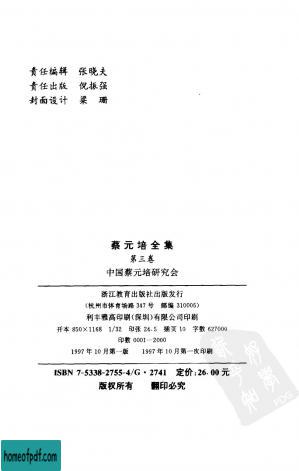 责任编辑 张晓夫
责任出版 倪振强
封面设计 梁珊
蔡元培全集
第三卷
中国蔡元培研究会
浙江教育出版社出版发行
(杭州市体育场路 347 号 邮编 310005)
利丰雅高印刷(深圳)有限公司印刷
开本 850×1168 1/32 印张 24.5 插页 10 字数 627000
印数 0001-2000
1997 年 10 月第一版 1997 年 10 月第一次印刷
ISBN 7-5338-2755-4/G·2741 定价:26.00 元
版权所有 翻印必究
PDG
homeofpdf.com